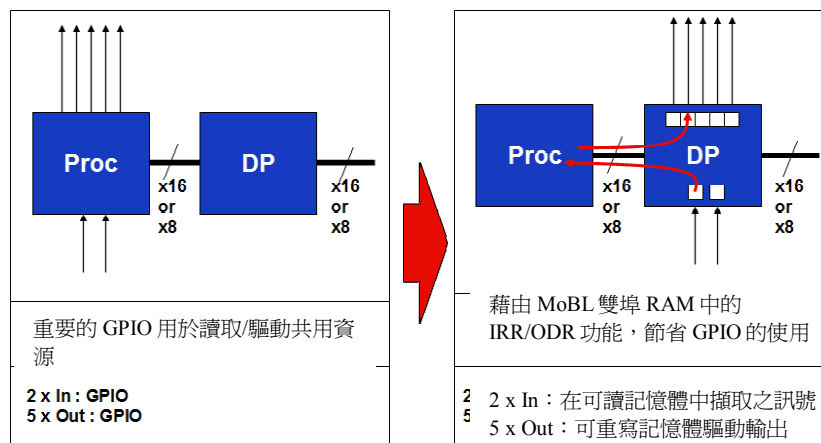 Proc
DP
x16
or
x8
x16
or
x8
重要的 GPIO 用於讀取/驅動共用資
源
2 x In : GPIO
5 x Out : GPIO
Proc
DP
x16
or
x8
x16
or
x8
藉由 MoBL 雙埠 RAM 中的
IRR/ODR 功能，節省 GPIO 的使用
2
5
2 x In：在可讀記憶體中擷取之訊號
5 x Out：可重寫記憶體驅動輸出